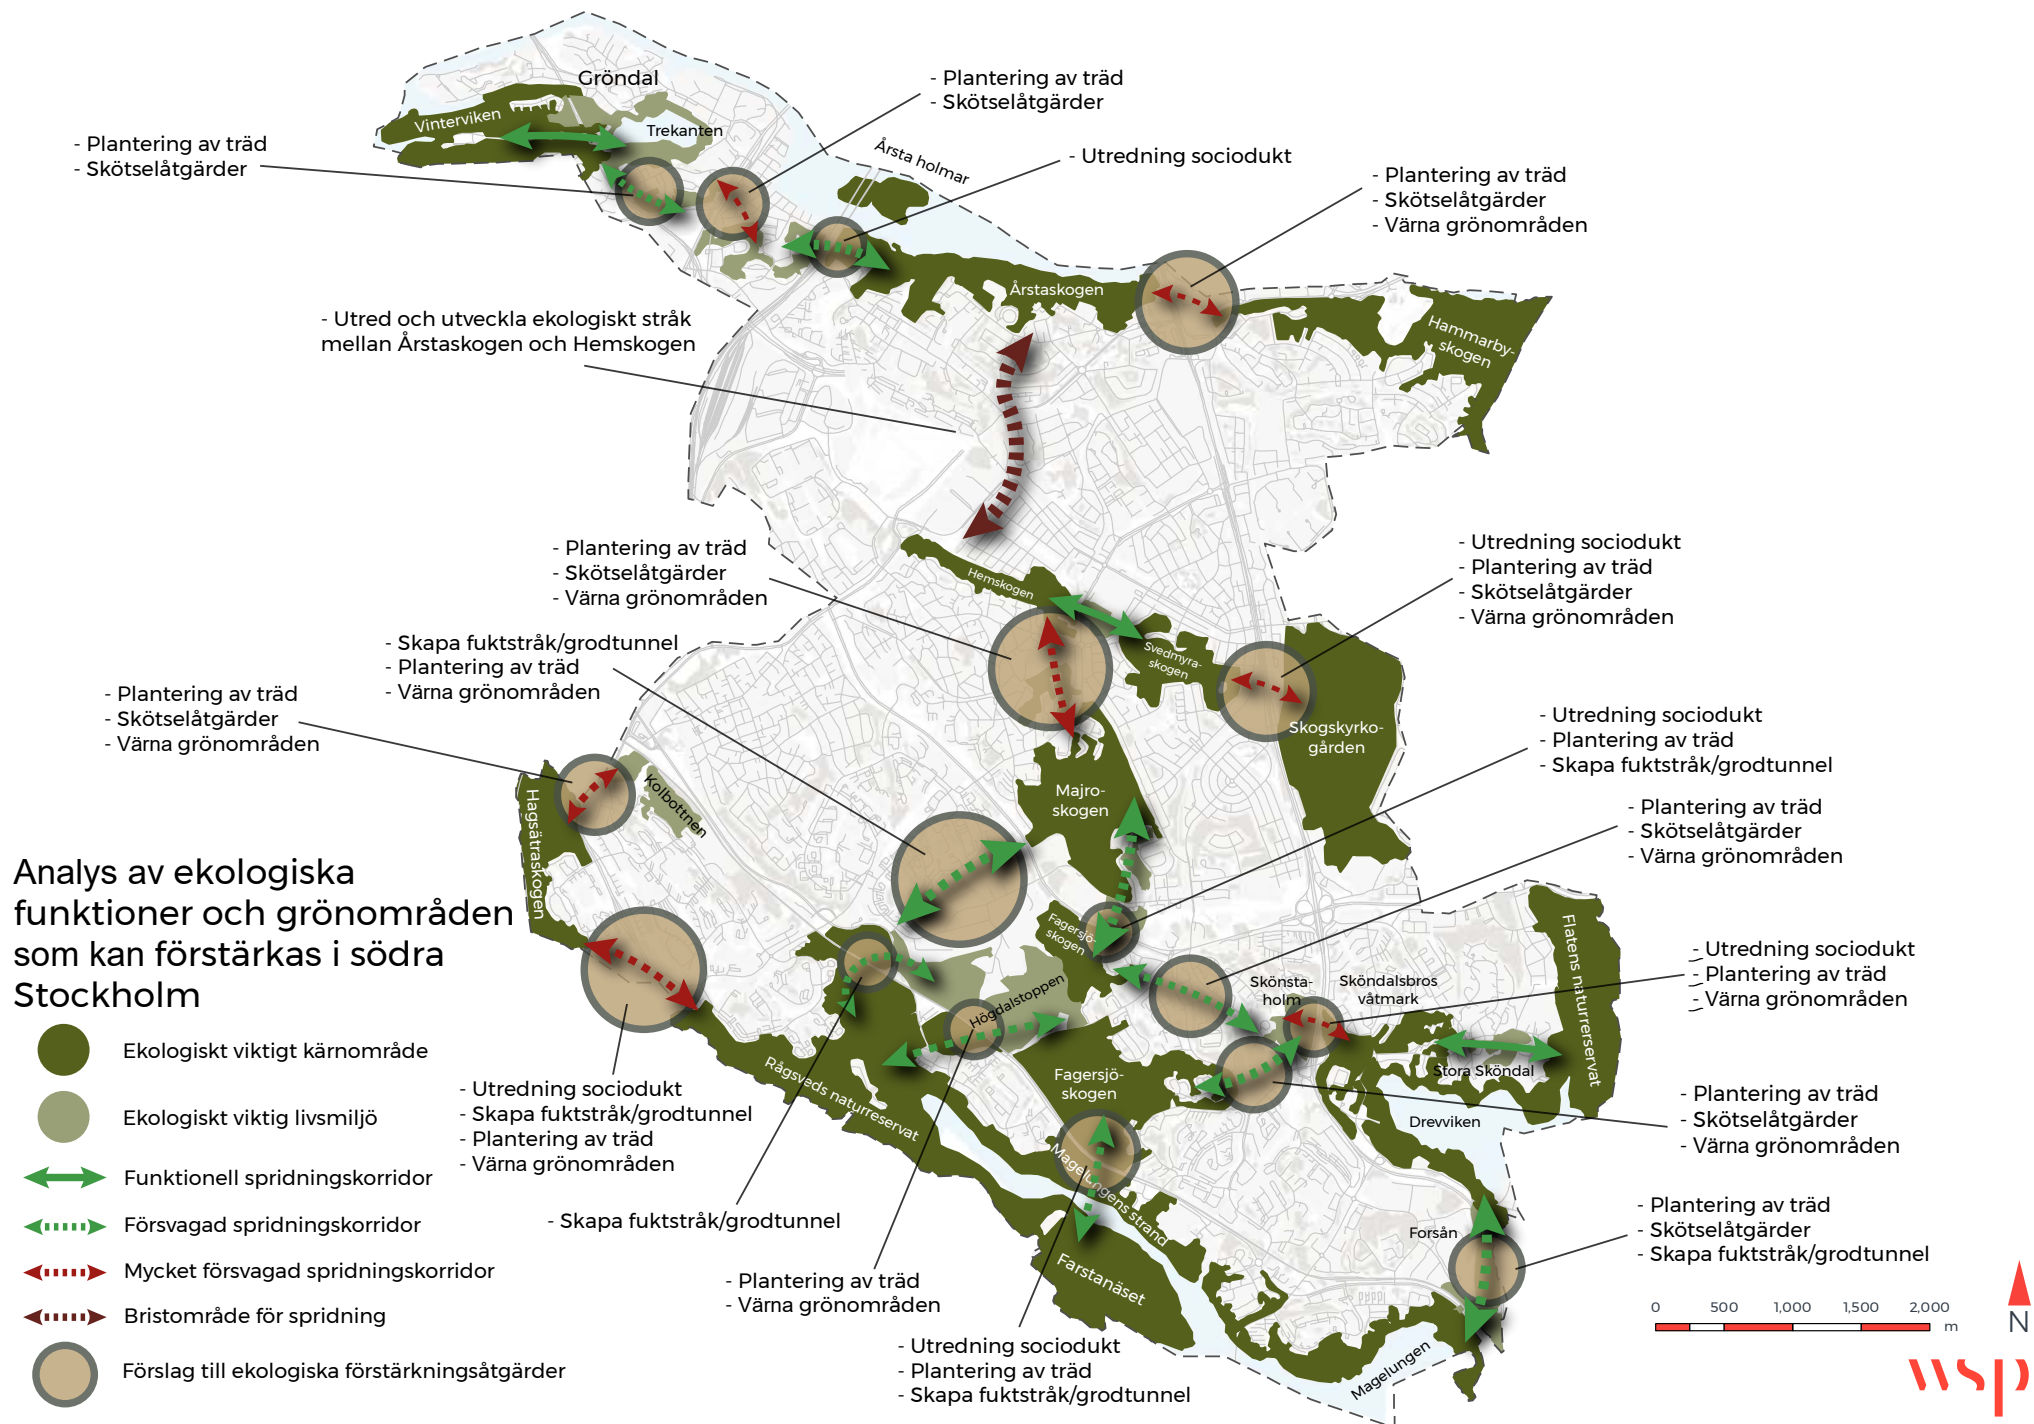 Gröndal
Vinterviken
Trekanten
- Plantering av träd
- Skötselåtgärder
- Plantering av träd
- Skötselåtgärder
Årsta holmar
- Utredning sociodukt
- Plantering av träd
- Skötselåtgärder
- Värna grönområden
Årstaskogen
Hammarby-
skogen
- Utred och utveckla ekologiskt stråk
mellan Årstaskogen och Hemskogen
- Plantering av träd
- Skötselåtgärder
- Värna grönområden
Hemskogen
- Utredning sociodukt
- Plantering av träd
- Skötselåtgärder
- Värna grönområden
- Skapa fuktstråk/grodtunnel
- Plantering av träd
- Värna grönområden
Svedmyra-
skogen
Skogskyrko-
gården
- Plantering av träd
- Skötselåtgärder
- Värna grönområden
- Utredning sociodukt
- Plantering av träd
- Skapa fuktstråk/grodtunnel
Hagsätraskogen
Kolbottnen
Majro-
skogen
- Plantering av träd
- Skötselåtgärder
- Värna grönområden
Fagersjö-
skogen
Flatens naturrerservat
- Utredning sociodukt
- Plantering av träd
- Värna grönområden
Skönsta-
holm
Sköndalsbros
våtmark
Högdalstoppen
Stora Sköndal
Rågsveds naturreservat
Fagersjö-
skogen
Drevviken
- Plantering av träd
- Skötselåtgärder
- Värna grönområden
- Utredning sociodukt
- Skapa fuktstråk/grodtunnel
- Plantering av träd
- Värna grönområden
Magelungens strand
- Skapa fuktstråk/grodtunnel
Forsån
- Plantering av träd
- Skötselåtgärder
- Skapa fuktstråk/grodtunnel
Farstanäset
- Plantering av träd
- Värna grönområden
- Utredning sociodukt
- Plantering av träd
- Skapa fuktstråk/grodtunnel
Magelungen
Analys av ekologiska
funktioner och grönområden
som kan förstärkas i södra
Stockholm
Ekologiskt viktigt kärnområde
Ekologiskt viktig livsmiljö
Funktionell spridningskorridor
Försvagad spridningskorridor
Mycket försvagad spridningskorridor
Bristområde för spridning
Förslag till ekologiska förstärkningsåtgärder
0 500 1,000 1,500 2,000
m
N
wsp